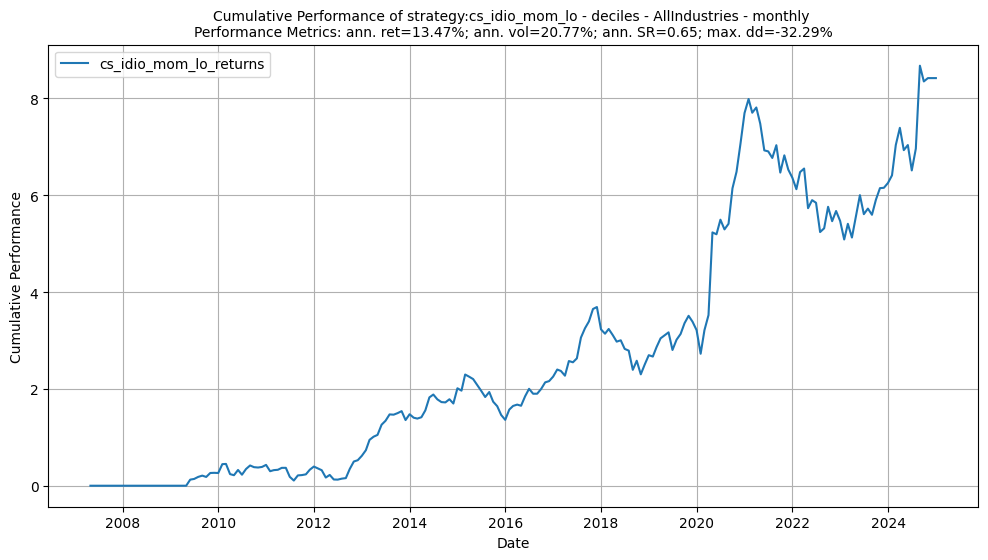 Cumulative Performance of strategy:cs_idio_mom_lo - deciles - AllIndustries - monthly
Performance Metrics: ann. ret=13.47%; ann. vol=20.77%; ann. SR=0.65; max. dd=-32.29%
cs_idio_mom_lo_returns
Cumulative Performance
8
6
4
2
0
2008 2010 2012 2014 2016 2018 2020 2022 2024
Date